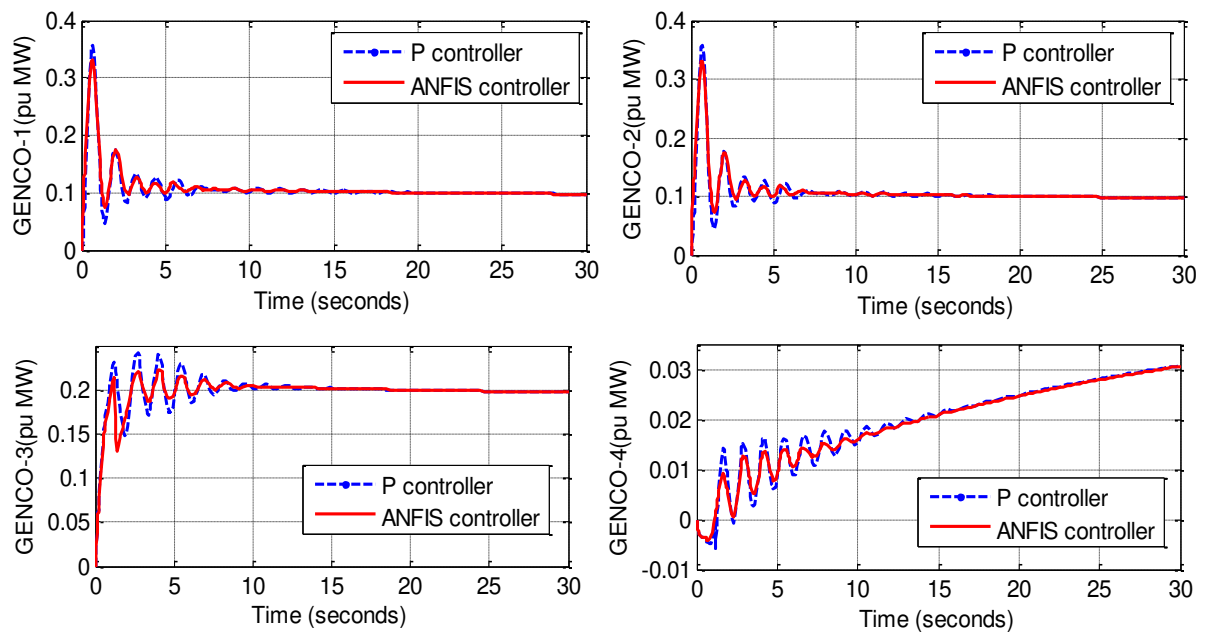 0.4
0.3
0.2
0.1
0
GENCO-1(pu MW)
0 5 10 15 20 25 30
Time (seconds)
P controller
ANFIS controller
0.4
0.3
0.2
0.1
0
GENCO-2(pu MW)
0 5 10 15 20 25 30
Time (seconds)
P controller
ANFIS controller
0.2
0.15
0.1
0.05
0
GENCO-3(pu MW)
0 5 10 15 20 25 30
Time (seconds)
P controller
ANFIS controller
0.03
0.02
0.01
0
-0.01
GENCO-4(pu MW)
0 5 10 15 20 25 30
Time (seconds)
P controller
ANFIS controller